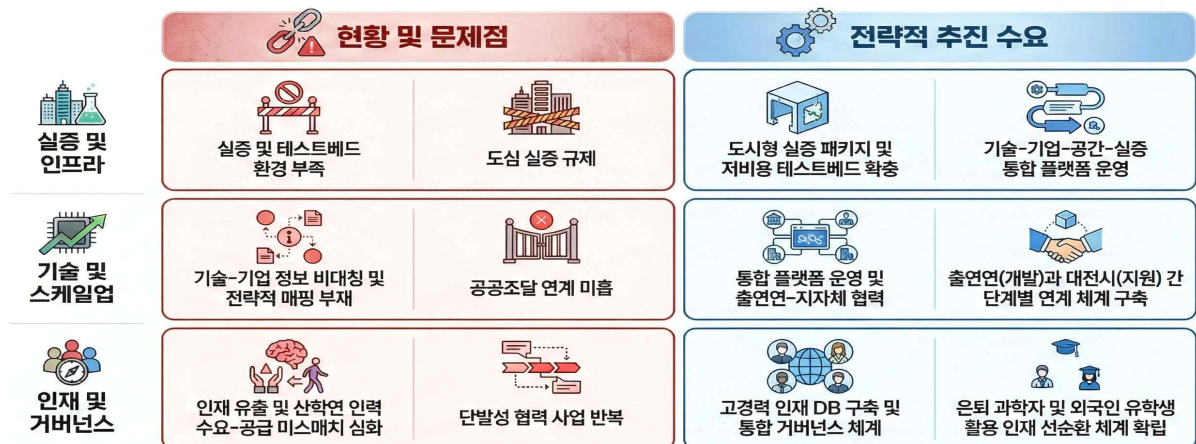 현황 및 문제점
전략적 추진 수요
실증 및
인프라
실증 및 테스트베드
환경 부족
도심 실증 규제
도시형 실증 패키지 및
저비용 테스트베드 확충
기술-기업-공간-실증
통합 플랫폼 운영
기술 및
스케일업
기술-기업 정보 비대칭 및
전략적 매핑 부재
공공조달 연계 미흡
통합 플랫폼 운영 및
출연연-지자체 협력
출연연(개발)과 대전시(지원) 간
단계별 연계 체계 구축
인재 및
거버넌스
인재 유출 및 산학연 인력
수요-공급 미스매치 심화
단발성 협력 사업 반복
고경력 인재 DB 구축 및
통합 거버넌스 체계
은퇴 과학자 및 외국인 유학생
활용 인재 선순환 체계 확립